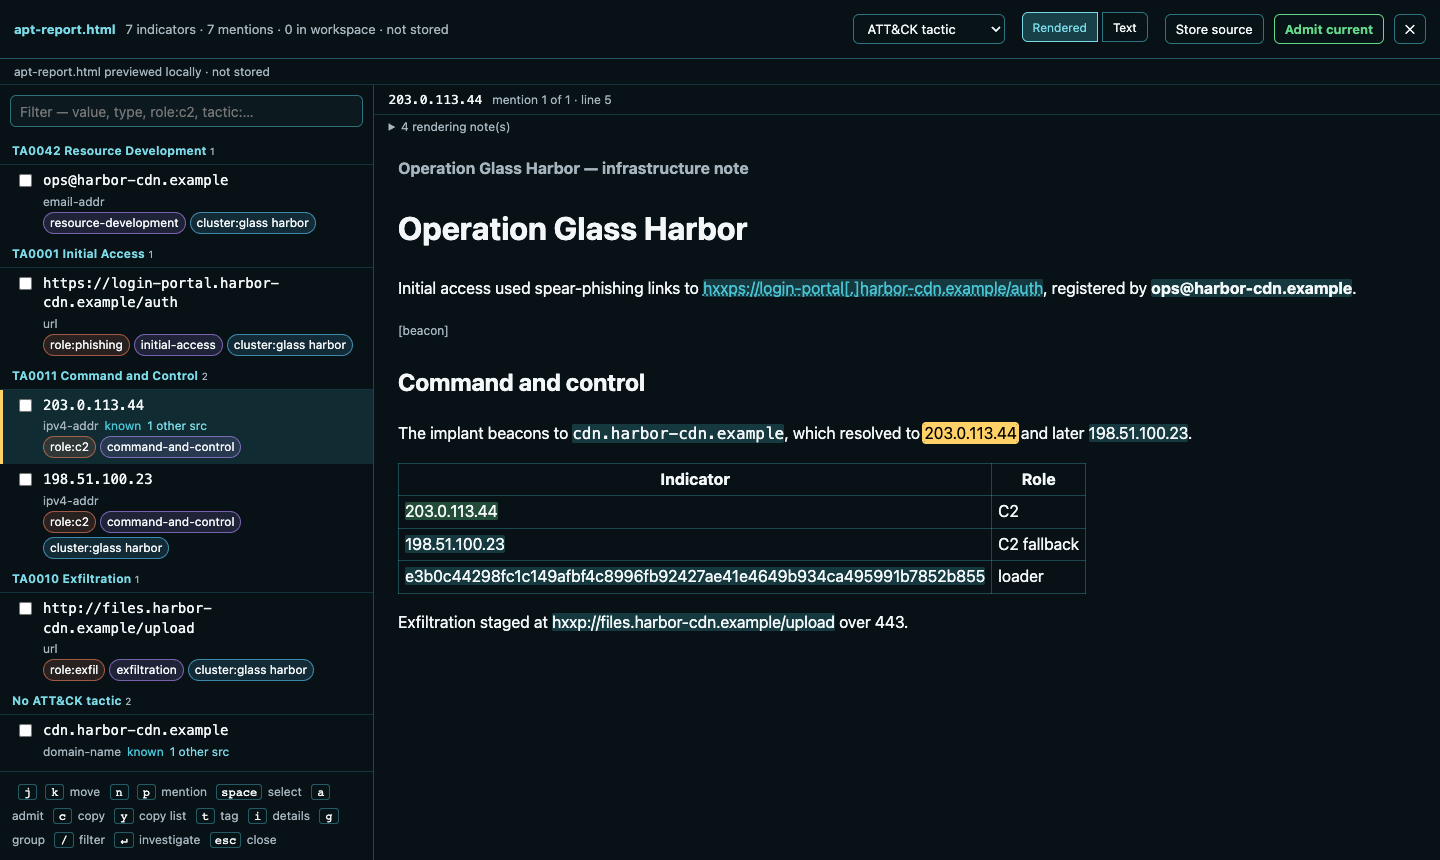 apt-report.html 7 indicators · 7 mentions · 0 in workspace · not stored
ATT&CK tactic
Rendered
Text
Store source
Admit current
✕
apt-report.html previewed locally · not stored
Filter — value, type, role:c2, tactic:...
TA0042 Resource Development 1
ops@harbor-cdn.example
email-addr
resource-development cluster:glass harbor
TA0001 Initial Access 1
https://login-portal.harbor-
cdn.example/auth
url
role:phishing initial-access cluster:glass harbor
TA0011 Command and Control 2
203.0.113.44
ipv4-addr known 1 other src
role:c2 command-and-control
198.51.100.23
ipv4-addr
role:c2 command-and-control
cluster:glass harbor
TA0010 Exfiltration 1
http://files.harbor-
cdn.example/upload
url
role:exfil exfiltration cluster:glass harbor
No ATT&CK tactic 2
cdn.harbor-cdn.example
domain-name known 1 other src
j k move n p mention space select a
admit c copy y copy list t tag i details g
group / filter ↵ investigate esc close
203.0.113.44 mention 1 of 1 · line 5
▶ 4 rendering note(s)
Operation Glass Harbor — infrastructure note
Operation Glass Harbor
Initial access used spear-phishing links to hxxps://login-portal[.]harbor-cdn.example/auth, registered by ops@harbor-cdn.example.
[beacon]
Command and control
The implant beacons to cdn.harbor-cdn.example, which resolved to 203.0.113.44 and later 198.51.100.23.
Indicator Role
203.0.113.44 C2
198.51.100.23 C2 fallback
e3b0c44298fc1c149afbf4c8996fb92427ae41e4649b934ca495991b7852b855 loader
Exfiltration staged at hxxp://files.harbor-cdn.example/upload over 443.